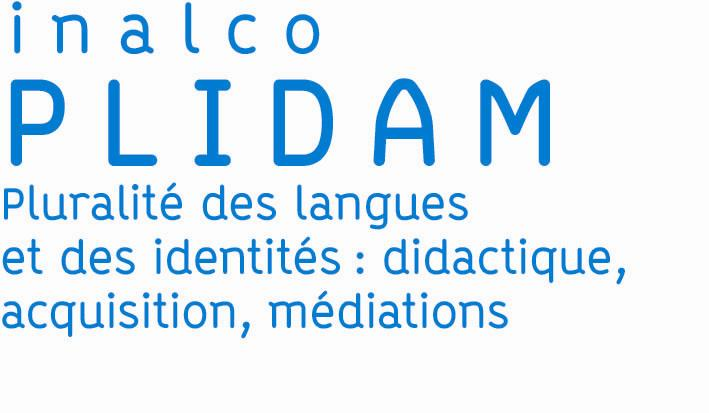 inalco
PLIDAM
Pluralité des langues
et des identités : didactique,
acquisition, médiations